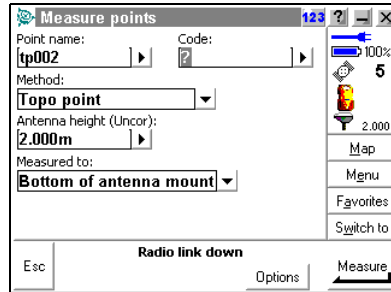 Measure points
123 ? 
Point name: Code:
tp002 ?
100%
Method:
5
Topo point
Antenna height (Uncor):
2.000m
2.000
Measured to:
Map
Bottom of antenna mount
Menu
Favorites
Switch to
Radio link down
Esc
Options
Measure